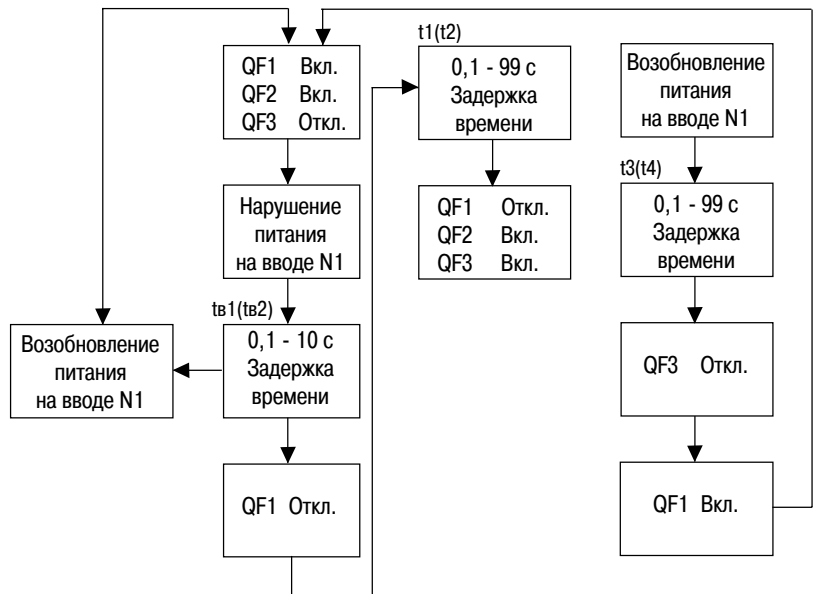 QF1 Вкл.
QF2 Вкл.
QF3 Откл.
Нарушение
питания
на вводе N1
tв1(tв2)
0,1 - 10 с
Задержка
времени
Возобновление
питания
на вводе N1
QF1 Откл.
t1(t2)
0,1 - 99 с
Задержка
времени
QF1 Откл.
QF2 Вкл.
QF3 Вкл.
Возобновление
питания
на вводе N1
t3(t4)
0,1 - 99 с
Задержка
времени
QF3 Откл.
QF1 Вкл.